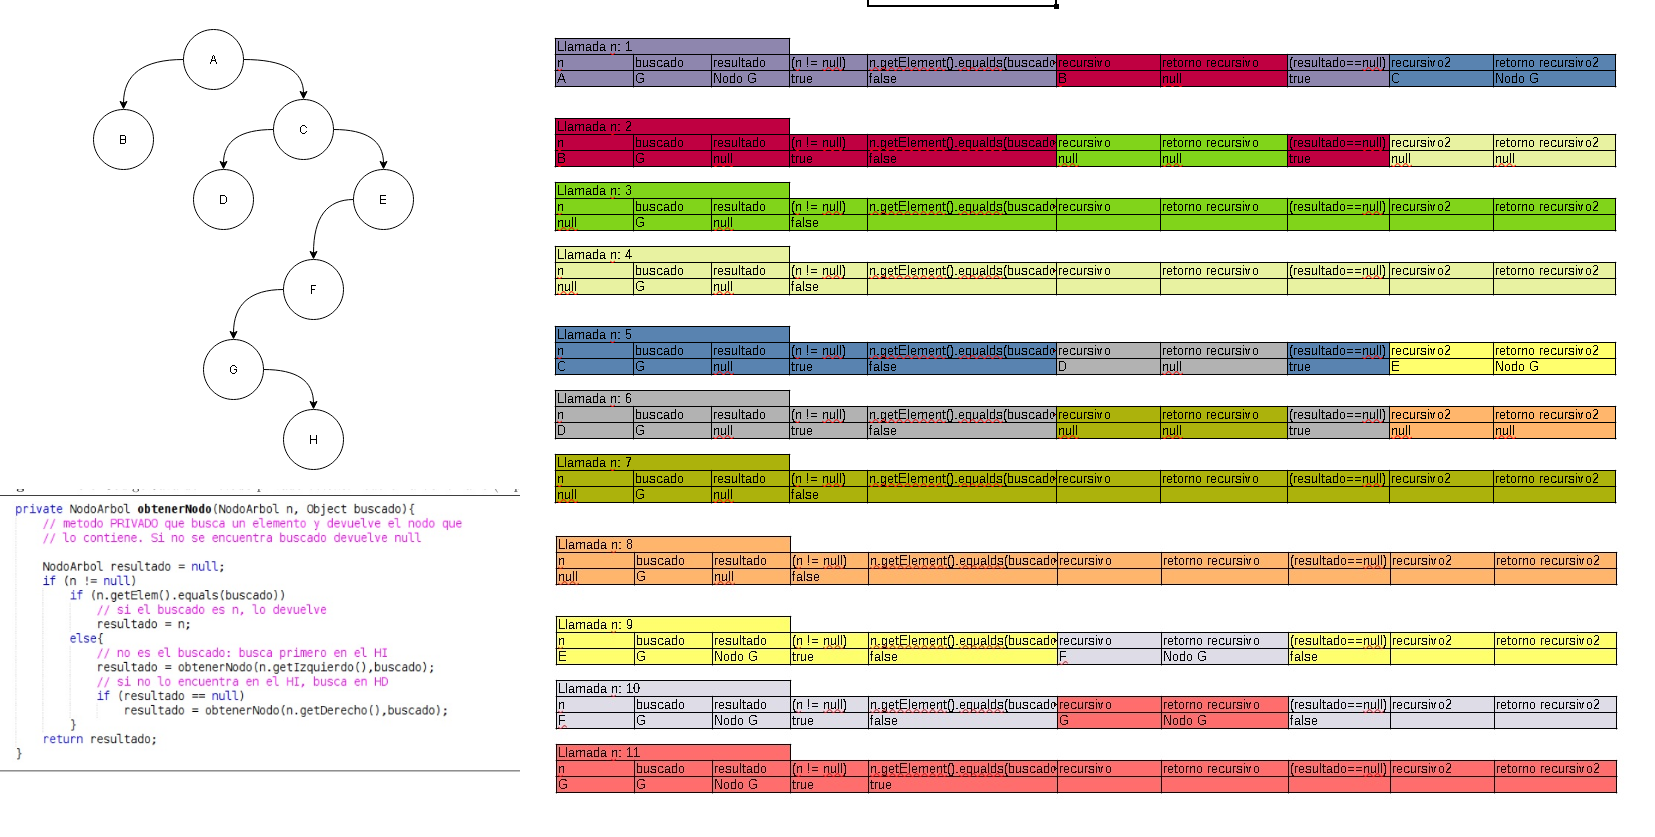 A
B
C
D
E
F
G
H
private NodoArbol obtenerNodo(NodoArbol n, Object buscado){
// metodo PRIVADO que busca un elemento y devuelve el nodo que
// lo contiene. Si no se encuentra buscado devuelve null
NodoArbol resultado = null;
if (n != null)
if (n.getElem().equals(buscado))
// si el buscado es n, lo devuelve
resultado = n;
else{
// no es el buscado: busca primero en el HI
resultado = obtenerNodo(n.getIzquierdo(),buscado);
// si no lo encuentra en el HI, busca en HD
if (resultado == null)
resultado = obtenerNodo(n.getDerecho(),buscado);
}
return resultado;
}
Llamada n: 1
n buscado resultado (n != null) n.getElement().equalds(buscado recursivo retorno recursivo (resultado==null) recursivo2 retorno recursivo2
A G Nodo G true false B null true C Nodo G
Llamada n: 2
n buscado resultado (n != null) n.getElement().equalds(buscado recursivo retorno recursivo (resultado==null) recursivo2 retorno recursivo2
B G null true false null null true null null
Llamada n: 3
n buscado resultado (n != null) n.getElement().equalds(buscado recursivo retorno recursivo (resultado==null) recursivo2 retorno recursivo2
null G null false
Llamada n: 4
n buscado resultado (n != null) n.getElement().equalds(buscado recursivo retorno recursivo (resultado==null) recursivo2 retorno recursivo2
null G null false
Llamada n: 5
n buscado resultado (n != null) n.getElement().equalds(buscado recursivo retorno recursivo (resultado==null) recursivo2 retorno recursivo2
C G null true false D null true E Nodo G
Llamada n: 6
n buscado resultado (n != null) n.getElement().equalds(buscado recursivo retorno recursivo (resultado==null) recursivo2 retorno recursivo2
D G null true false null null true null null
Llamada n: 7
n buscado resultado (n != null) n.getElement().equalds(buscado recursivo retorno recursivo (resultado==null) recursivo2 retorno recursivo2
null G null false
Llamada n: 8
n buscado resultado (n != null) n.getElement().equalds(buscado recursivo retorno recursivo (resultado==null) recursivo2 retorno recursivo2
null G null false
Llamada n: 9
n buscado resultado (n != null) n.getElement().equalds(buscado recursivo retorno recursivo (resultado==null) recursivo2 retorno recursivo2
E G Nodo G true false F Nodo G false
Llamada n: 10
n buscado resultado (n != null) n.getElement().equalds(buscado recursivo retorno recursivo (resultado==null) recursivo2 retorno recursivo2
F G Nodo G true false G Nodo G false
Llamada n: 11
n buscado resultado (n != null) n.getElement().equalds(buscado recursivo retorno recursivo (resultado==null) recursivo2 retorno recursivo2
G G Nodo G true true